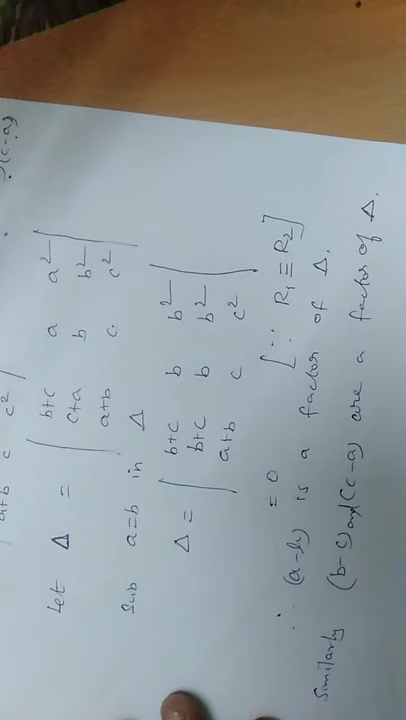 a+b c c²
(c-a)
Let Δ = | b+c a a² |
c+a b b²
a+b c c²
Sub a=b in Δ
Δ = | b+c b b² |
b+c b b²
a+b c c²
= 0 [∵ R₁ ≡ R₂]
∴ (a-b) is a factor of Δ.
Similarly (b-c) and (c-a) are a factor of Δ.